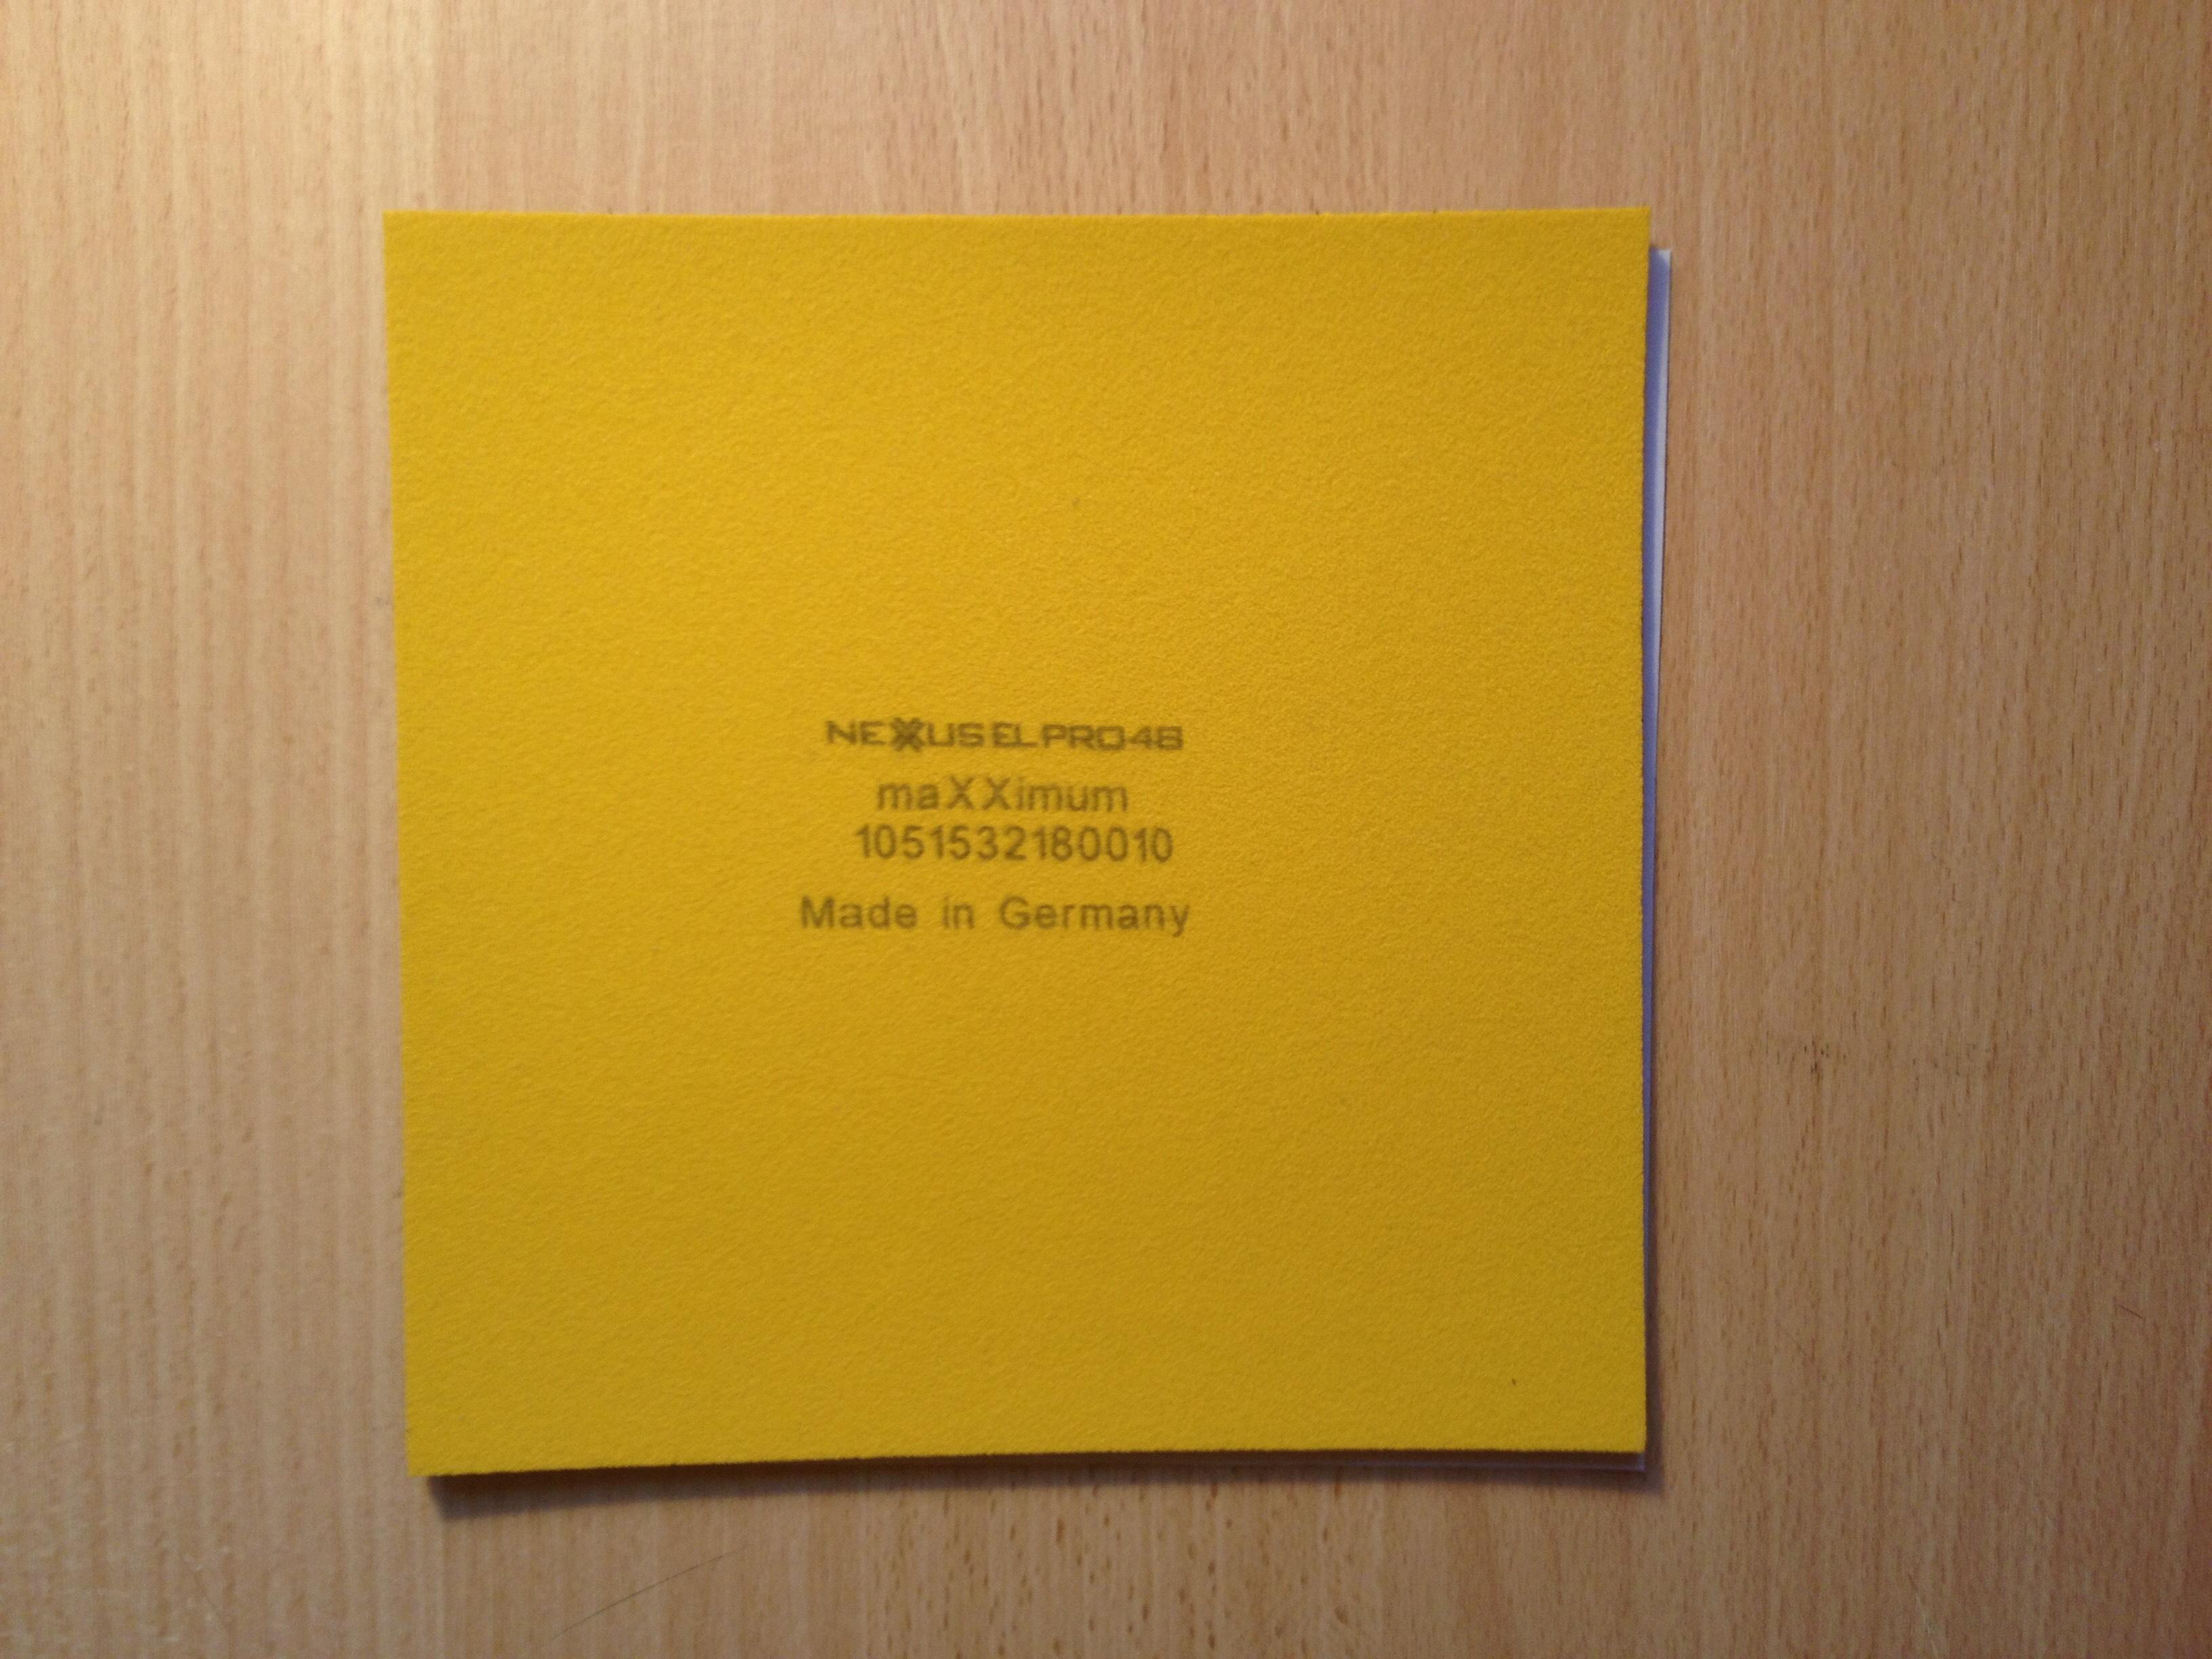 NEXUS EL PRO 48
maXXimum
1051532180010
Made in Germany